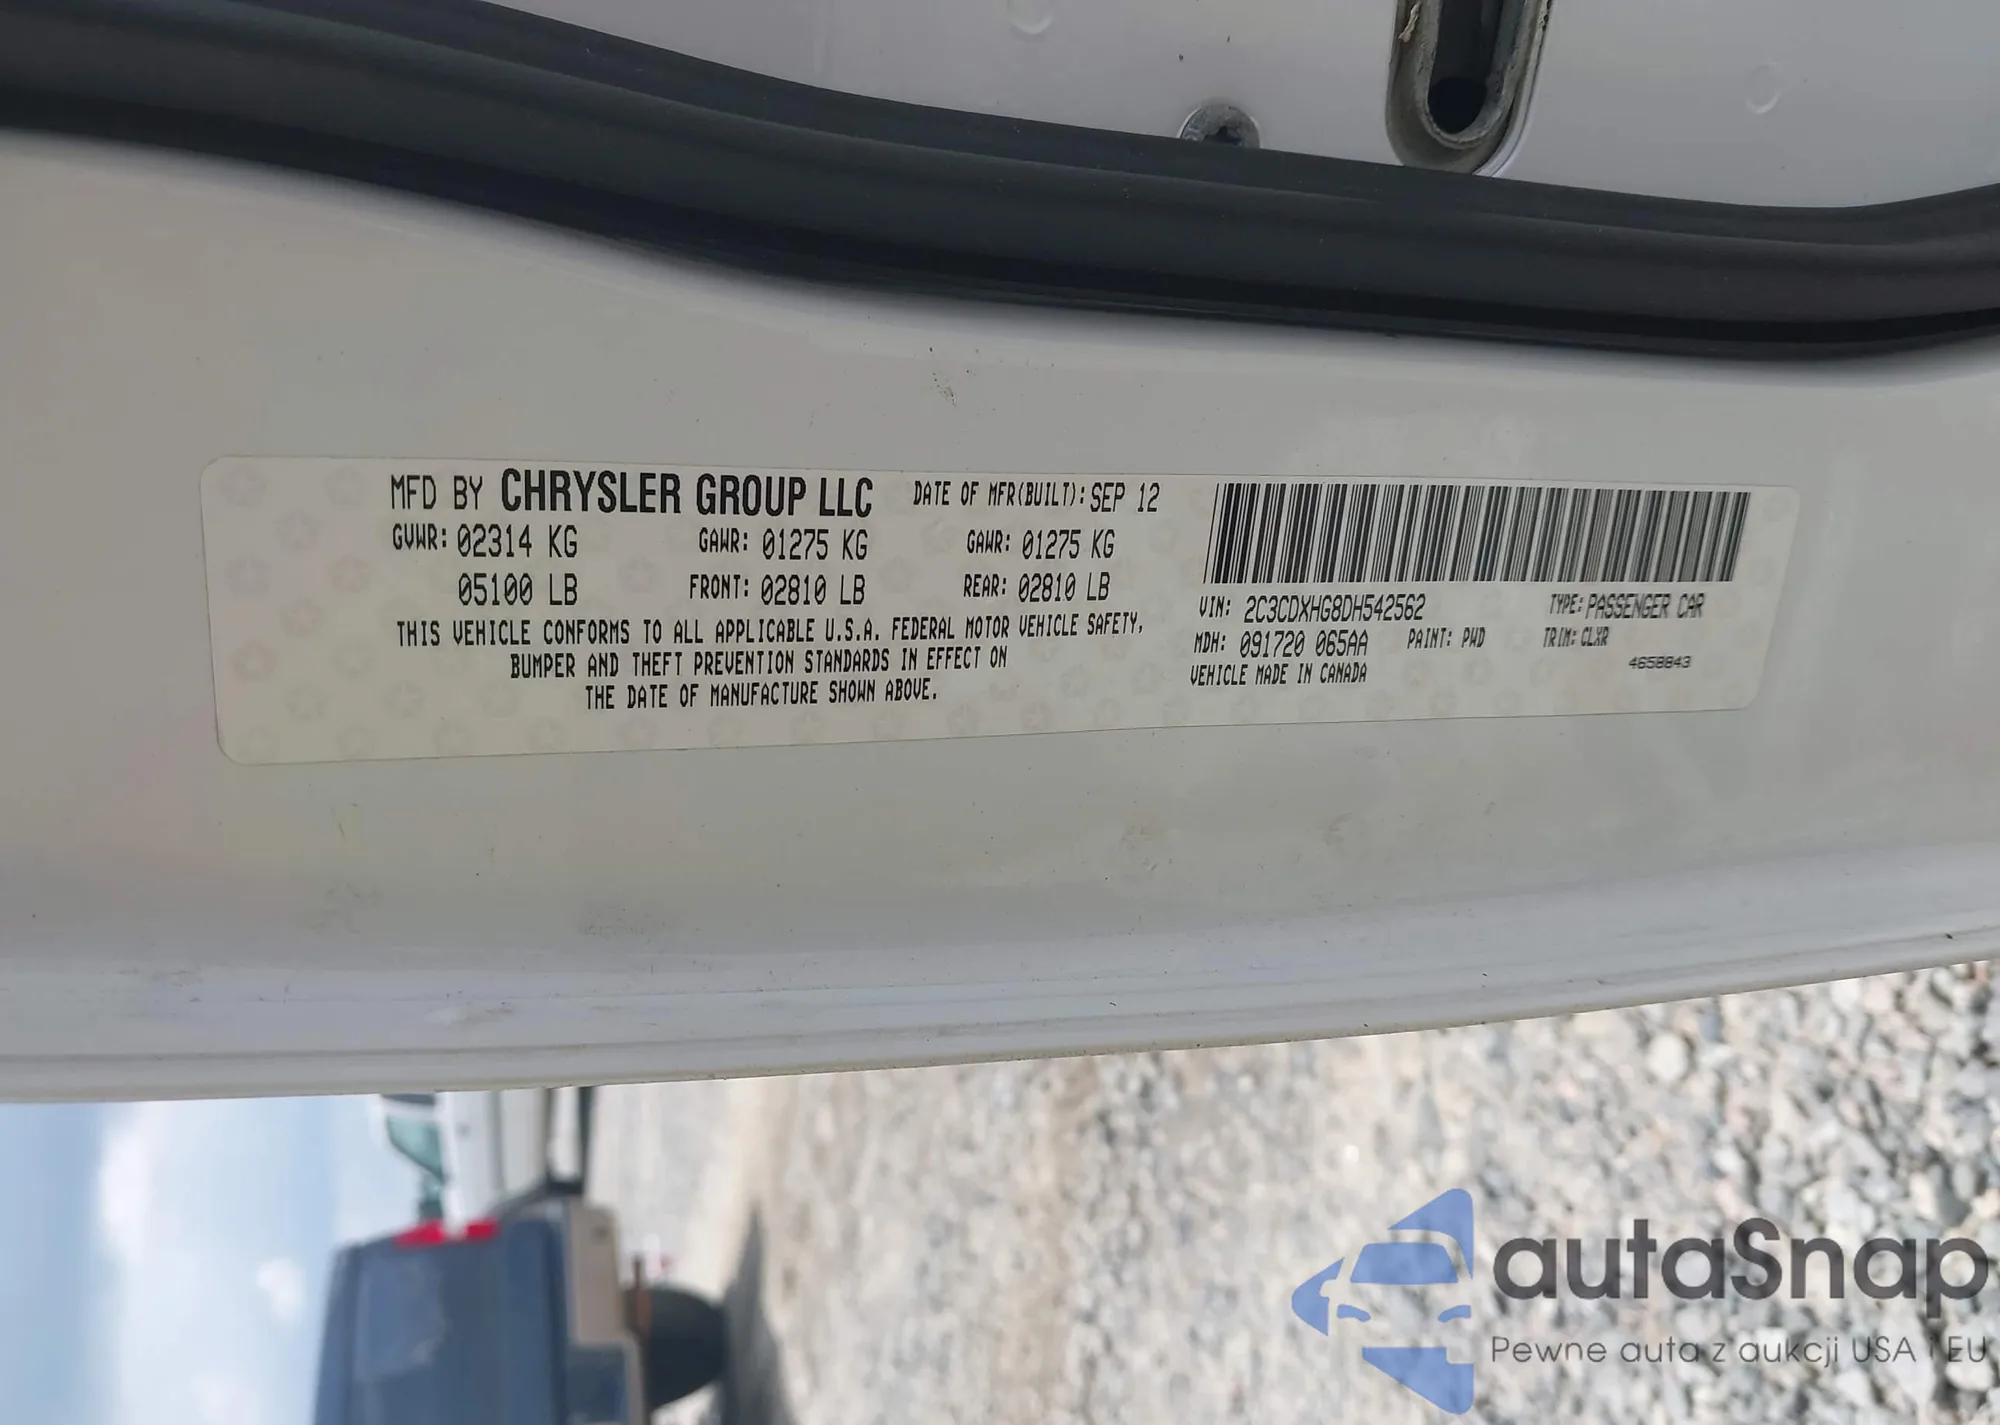 MFD BY CHRYSLER GROUP LLC DATE OF MFR(BUILT): SEP 12
GVWR: 02314 KG GAWR: 01275 KG GAWR: 01275 KG
05100 LB FRONT: 02810 LB REAR: 02810 LB
THIS VEHICLE CONFORMS TO ALL APPLICABLE U.S.A. FEDERAL MOTOR VEHICLE SAFETY,
BUMPER AND THEFT PREVENTION STANDARDS IN EFFECT ON
THE DATE OF MANUFACTURE SHOWN ABOVE.
VIN: 2C3CDXHG8DH542562 TYPE: PASSENGER CAR
MDH: 091720 065AA PAINT: PWD TRIM: CLXR
VEHICLE MADE IN CANADA 4658843
autaSnap
Pewne auta z aukcji USA i EU